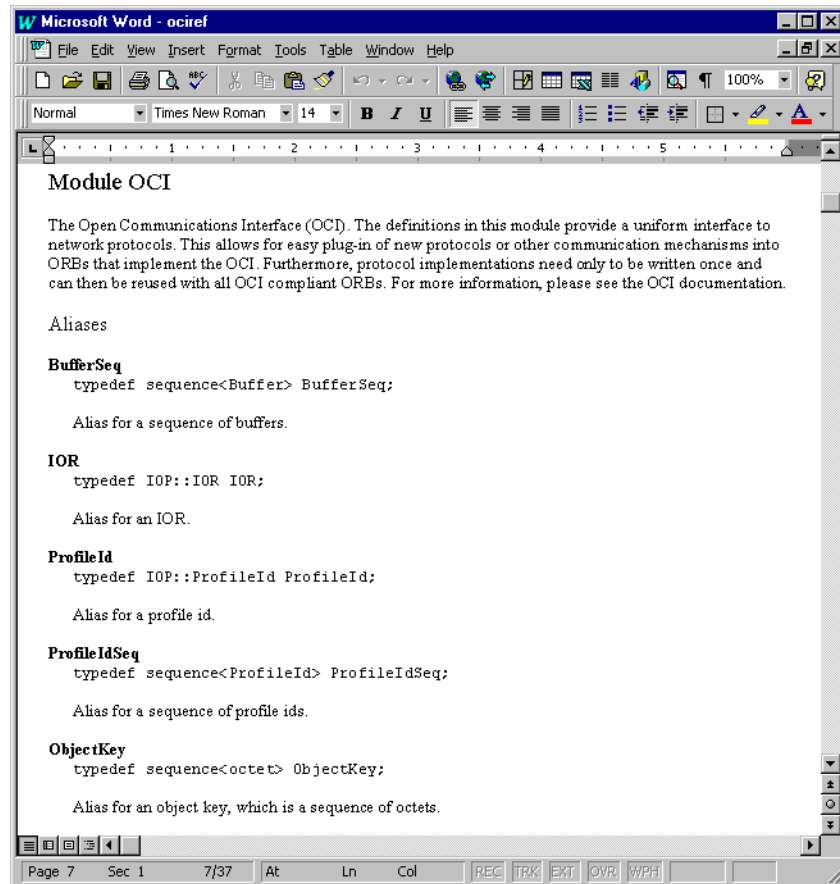 Microsoft Word - ociref
File Edit View Insert Format Tools Table Window Help
100%
Normal Times New Roman 14 B I U A
1 2 3 4 5
Module OCI
The Open Communications Interface (OCI). The definitions in this module provide a uniform interface to
network protocols. This allows for easy plug-in of new protocols or other communication mechanisms into
ORBs that implement the OCI. Furthermore, protocol implementations need only to be written once and
can then be reused with all OCI compliant ORBs. For more information, please see the OCI documentation.
Aliases
BufferSeq
typedef sequence<Buffer> BufferSeq;
Alias for a sequence of buffers.
IOR
typedef IOP::IOR IOR;
Alias for an IOR.
ProfileId
typedef IOP::ProfileId ProfileId;
Alias for a profile id.
ProfileIdSeq
typedef sequence<ProfileId> ProfileIdSeq;
Alias for a sequence of profile ids.
ObjectKey
typedef sequence<octet> ObjectKey;
Alias for an object key, which is a sequence of octets.
Page 7 Sec 1 7/37 At Ln Col REC TRK EXT OVR WPH